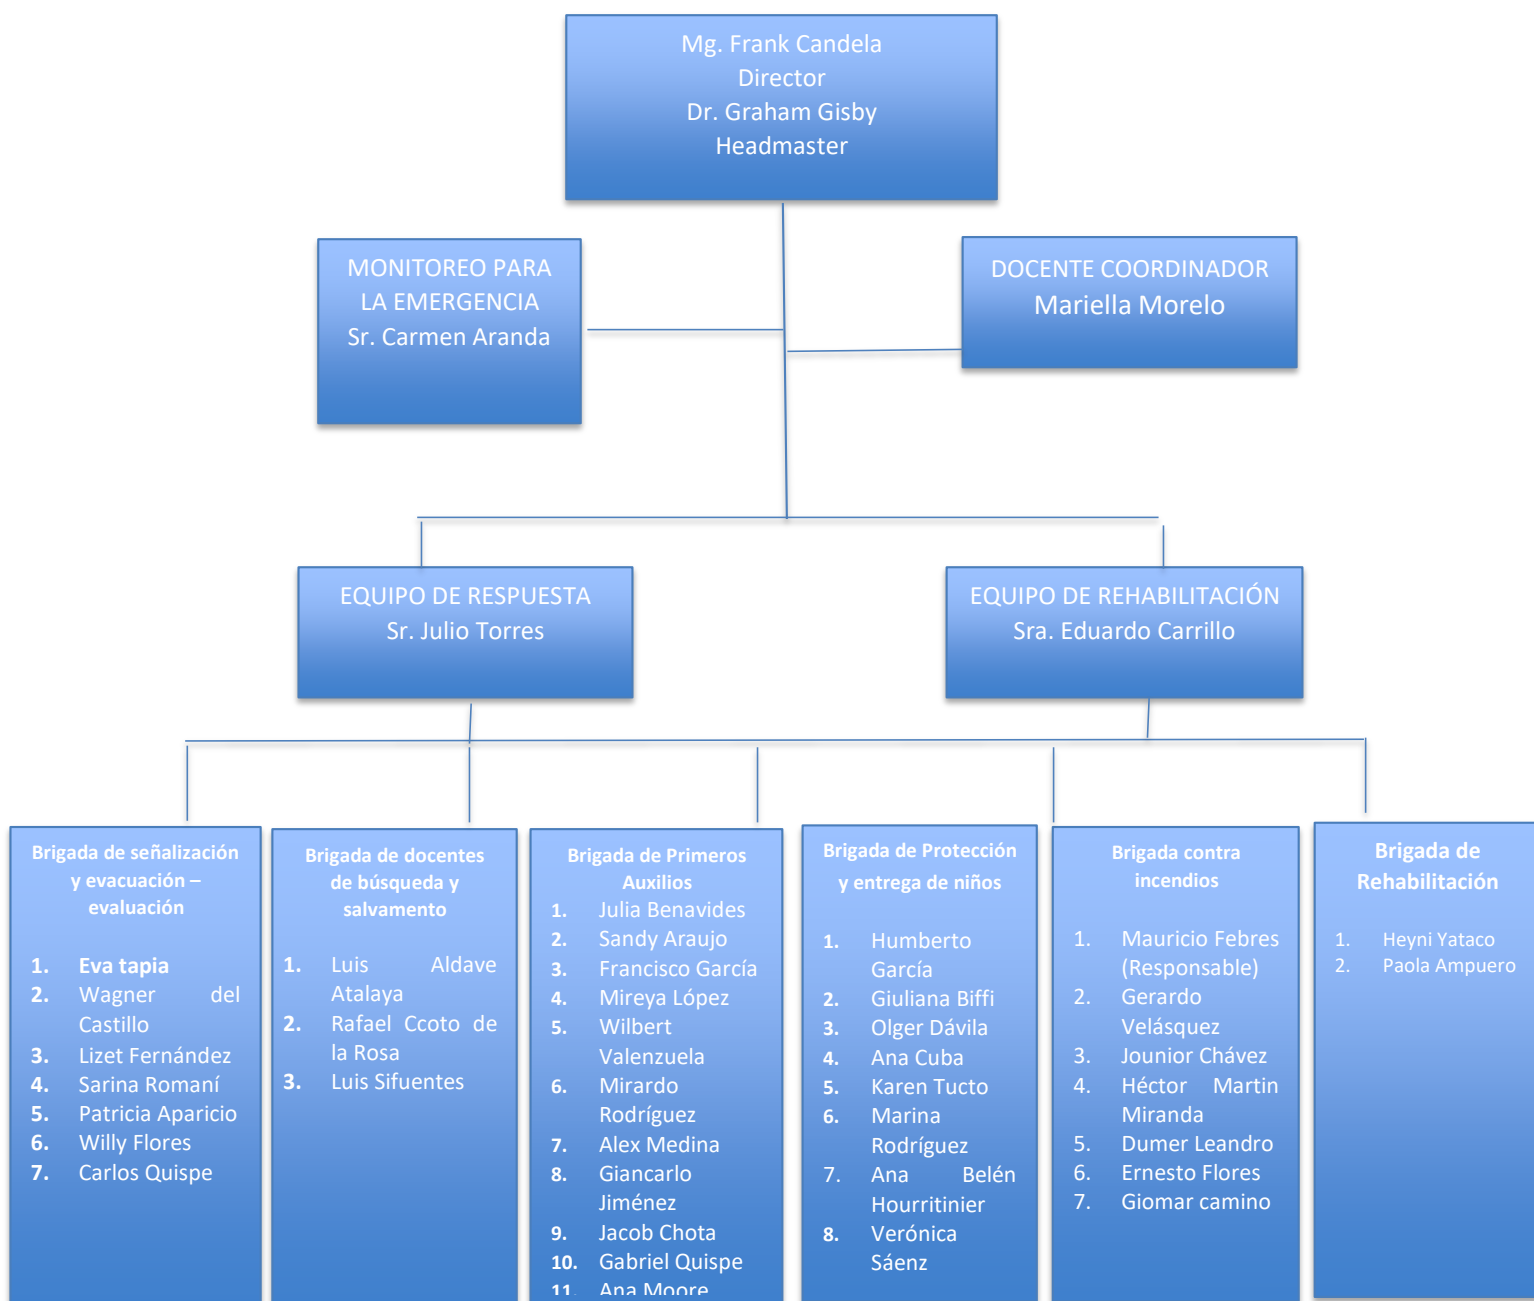 Mg. Frank Candela
Director
Dr. Graham Gisby
Headmaster
MONITOREO PARA
LA EMERGENCIA
Sr. Carmen Aranda
DOCENTE COORDINADOR
Mariella Morelo
EQUIPO DE RESPUESTA
Sr. Julio Torres
EQUIPO DE REHABILITACIÓN
Sra. Eduardo Carrillo
Brigada de señalización
y evacuación –
evaluación
1. Eva tapia
2. Wagner del
Castillo
3. Lizet Fernández
4. Sarina Romaní
5. Patricia Aparicio
6. Willy Flores
7. Carlos Quispe
Brigada de docentes
de búsqueda y
salvamento
1. Luis Aldave
Atalaya
2. Rafael Ccoto de
la Rosa
3. Luis Sifuentes
Brigada de Primeros
Auxilios
1. Julia Benavides
2. Sandy Araujo
3. Francisco García
4. Mireya López
5. Wilbert
Valenzuela
6. Mirardo
Rodríguez
7. Alex Medina
8. Giancarlo
Jiménez
9. Jacob Chota
10. Gabriel Quispe
11. Ana Moore
Brigada de Protección
y entrega de niños
1. Humberto
García
2. Giuliana Biffi
3. Olger Dávila
4. Ana Cuba
5. Karen Tucto
6. Marina
Rodríguez
7. Ana Belén
Hourritinier
8. Verónica
Sáenz
Brigada contra
incendios
1. Mauricio Febres
(Responsable)
2. Gerardo
Velásquez
3. Jounior Chávez
4. Héctor Martin
Miranda
5. Dumer Leandro
6. Ernesto Flores
7. Giomar camino
Brigada de
Rehabilitación
1. Heyni Yataco
2. Paola Ampuero